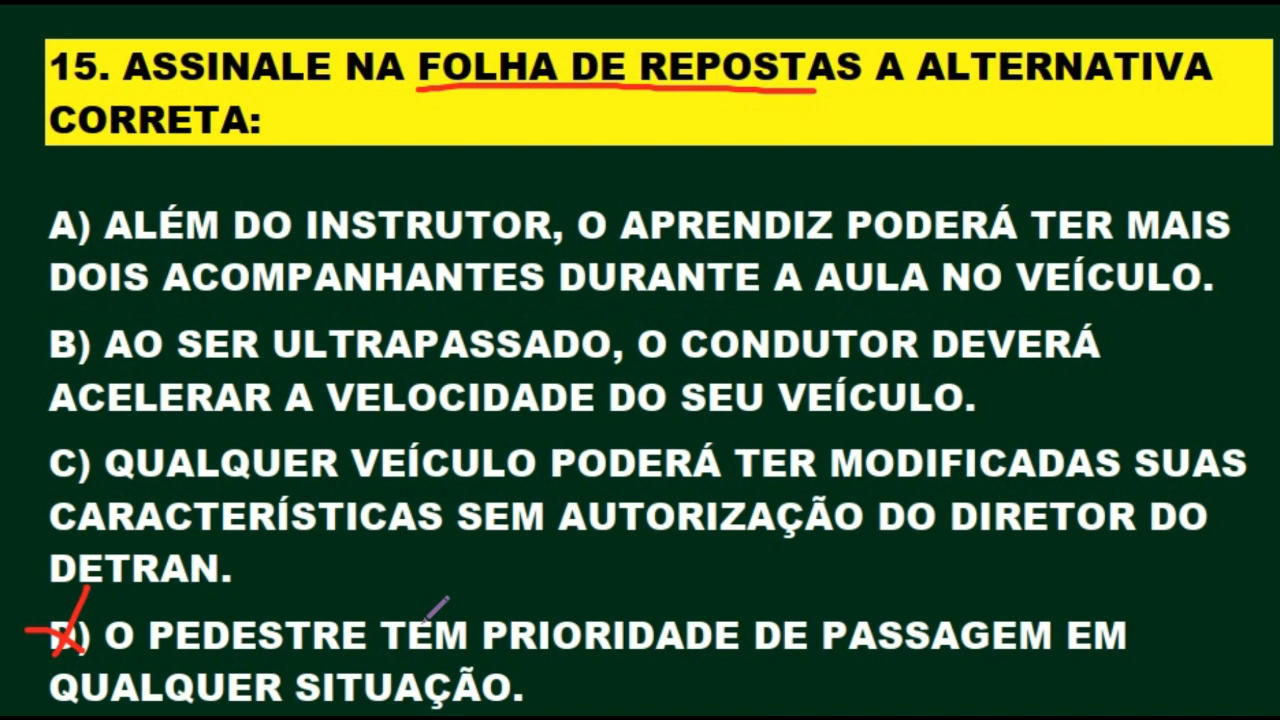 15. ASSINALE NA FOLHA DE REPOSTAS A ALTERNATIVA
CORRETA:
A) ALÉM DO INSTRUTOR, O APRENDIZ PODERÁ TER MAIS
DOIS ACOMPANHANTES DURANTE A AULA NO VEÍCULO.
B) AO SER ULTRAPASSADO, O CONDUTOR DEVERÁ
ACELERAR A VELOCIDADE DO SEU VEÍCULO.
C) QUALQUER VEÍCULO PODERÁ TER MODIFICADAS SUAS
CARACTERÍSTICAS SEM AUTORIZAÇÃO DO DIRETOR DO
DETRAN.
D) O PEDESTRE TEM PRIORIDADE DE PASSAGEM EM
QUALQUER SITUAÇÃO.